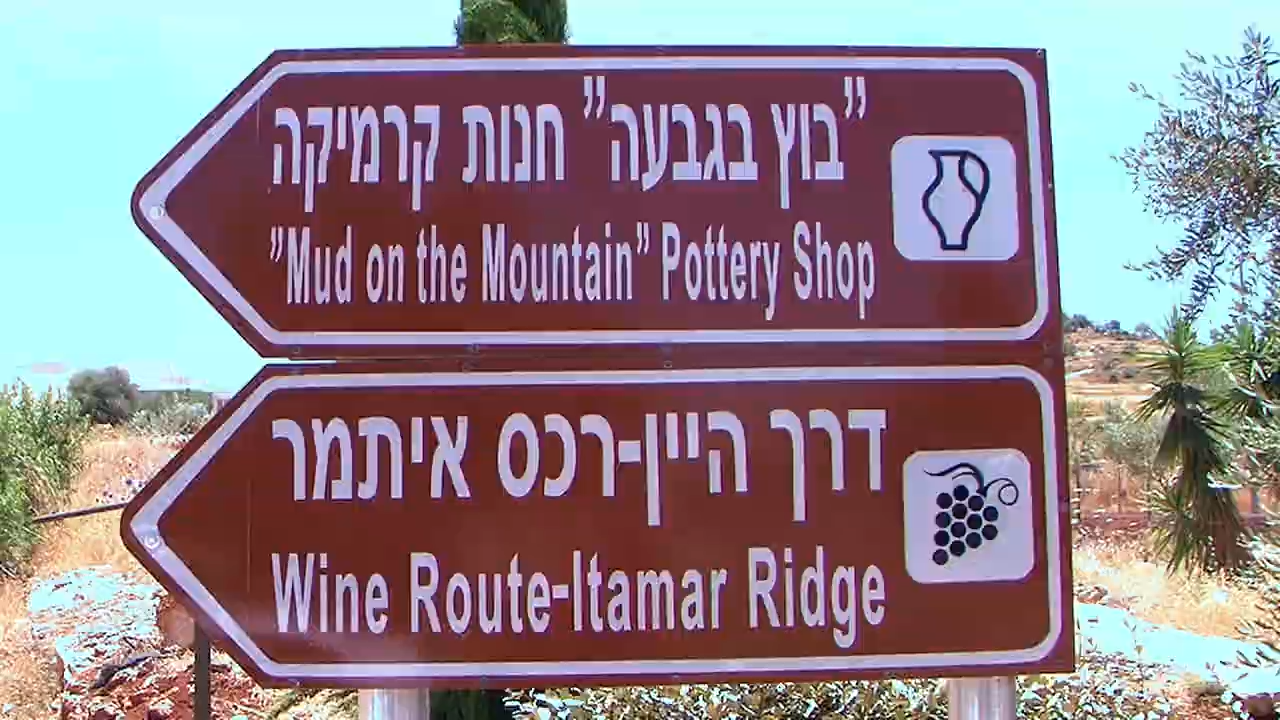 ”בוץ בגבעה” חנות קרמיקה
”Mud on the Mountain” Pottery Shop
דרך היין-רכס איתמר
Wine Route-Itamar Ridge